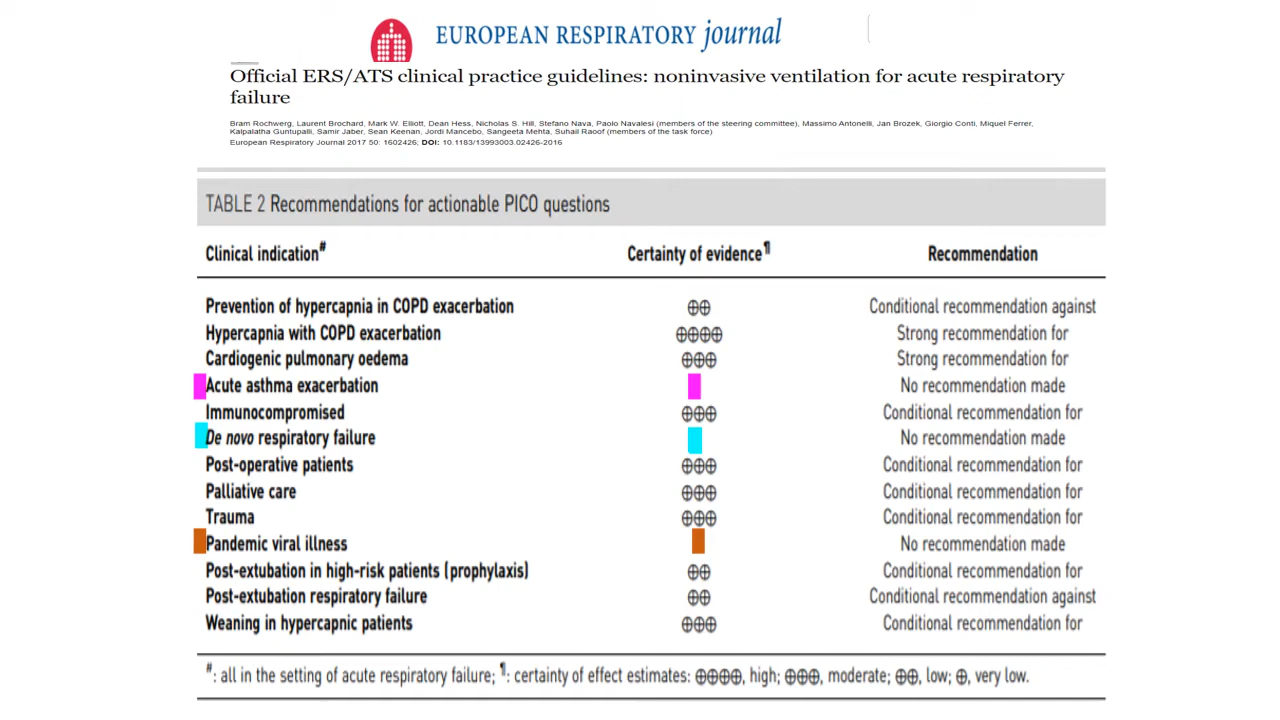 EUROPEAN RESPIRATORY journal
Official ERS/ATS clinical practice guidelines: noninvasive ventilation for acute respiratory
failure
Bram Rochwerg, Laurent Brochard, Mark W. Elliott, Dean Hess, Nicholas S. Hill, Stefano Nava, Paolo Navalesi (members of the steering committee), Massimo Antonelli, Jan Brozek, Giorgio Conti, Miquel Ferrer,
Kalpalatha Guntupalli, Samir Jaber, Sean Keenan, Jordi Mancebo, Sangeeta Mehta, Suhail Raoof (members of the task force)
European Respiratory Journal 2017 50: 1602426; DOI: 10.1183/13993003.02426-2016
TABLE 2 Recommendations for actionable PICO questions
Clinical indication# Certainty of evidence¶ Recommendation
Prevention of hypercapnia in COPD exacerbation ⊕⊕ Conditional recommendation against
Hypercapnia with COPD exacerbation ⊕⊕⊕⊕ Strong recommendation for
Cardiogenic pulmonary oedema ⊕⊕⊕ Strong recommendation for
Acute asthma exacerbation No recommendation made
Immunocompromised ⊕⊕⊕ Conditional recommendation for
De novo respiratory failure No recommendation made
Post-operative patients ⊕⊕⊕ Conditional recommendation for
Palliative care ⊕⊕⊕ Conditional recommendation for
Trauma ⊕⊕⊕ Conditional recommendation for
Pandemic viral illness No recommendation made
Post-extubation in high-risk patients (prophylaxis) ⊕⊕ Conditional recommendation for
Post-extubation respiratory failure ⊕⊕ Conditional recommendation against
Weaning in hypercapnic patients ⊕⊕⊕ Conditional recommendation for
#: all in the setting of acute respiratory failure; ¶: certainty of effect estimates: ⊕⊕⊕⊕, high; ⊕⊕⊕, moderate; ⊕⊕, low; ⊕, very low.